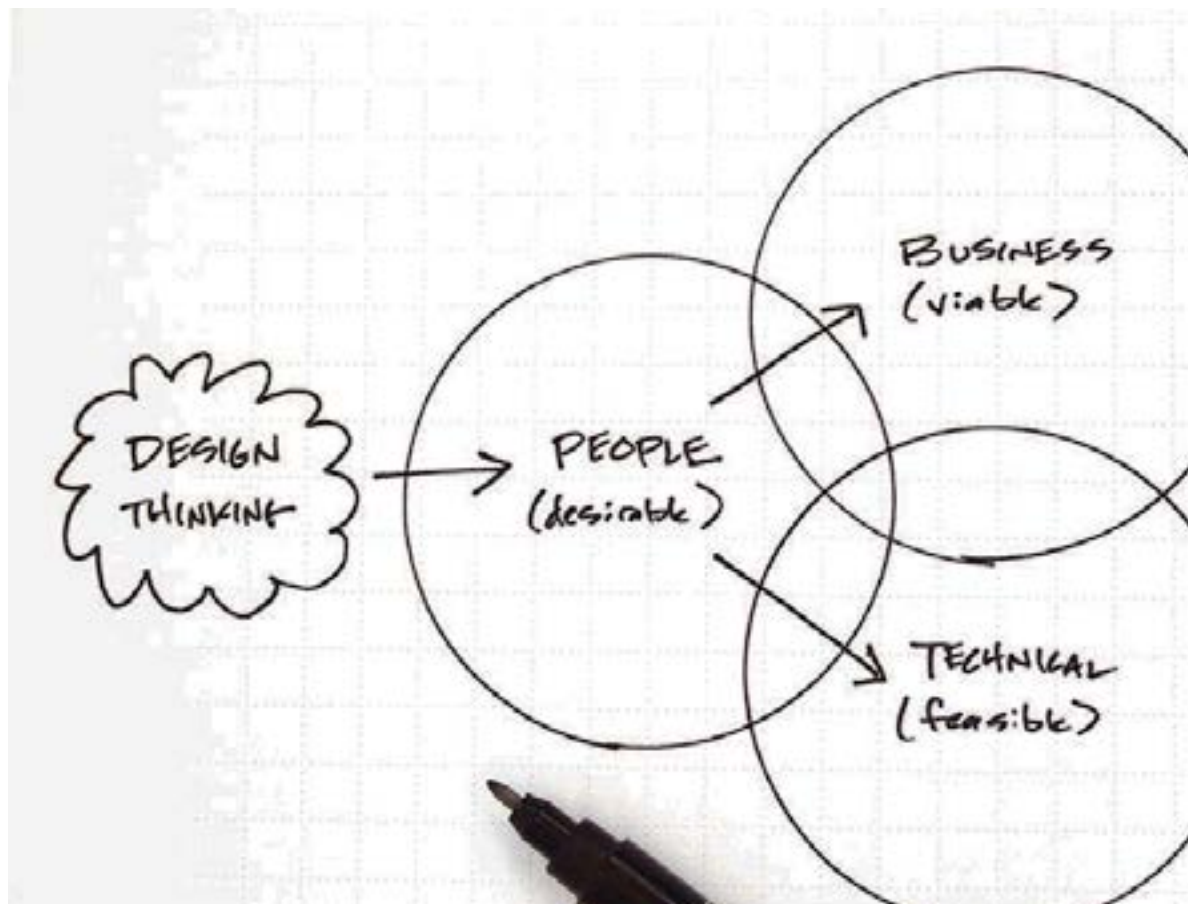 DESIGN
THINKING
PEOPLE
(desirable)
BUSINESS
(viable)
TECHNICAL
(feasible)